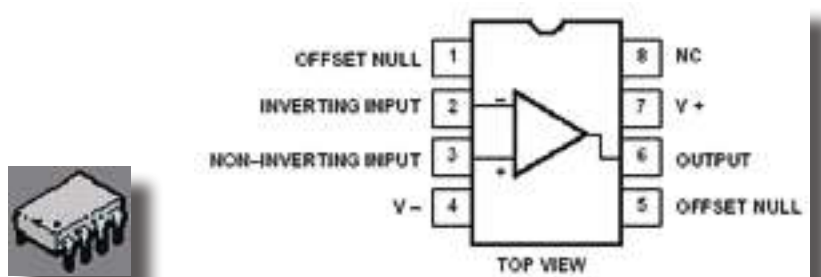 OFFSET NULL 1 8 NC
INVERTING INPUT 2 - 7 V +
NON-INVERTING INPUT 3 + 6 OUTPUT
V - 4 5 OFFSET NULL
TOP VIEW